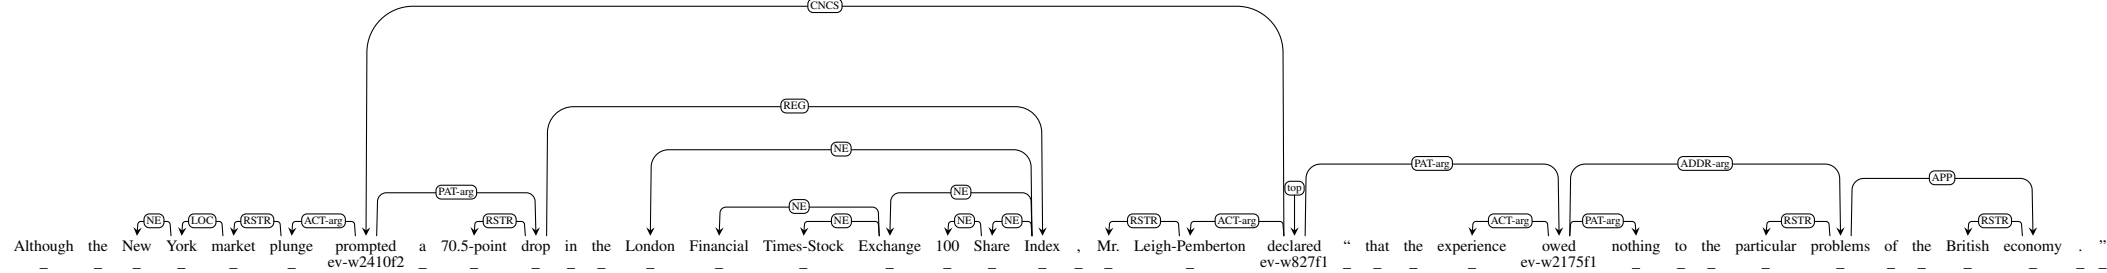 CNCS
REG
NE
PAT-arg ADDR-arg
top APP
PAT-arg NE
NE
NE LOC RSTR ACT-arg RSTR NE NE NE RSTR ACT-arg ACT-arg PAT-arg RSTR RSTR
Although the New York market plunge prompted a 70.5-point drop in the London Financial Times-Stock Exchange 100 Share Index , Mr. Leigh-Pemberton declared “ that the experience owed nothing to the particular problems of the British economy . ”
_ _ _ _ _ _ ev-w2410f2 _ _ _ _ _ _ _ _ _ _ _ _ _ _ _ ev-w827f1 _ _ _ _ ev-w2175f1 _ _ _ _ _ _ _ _ _ _ _